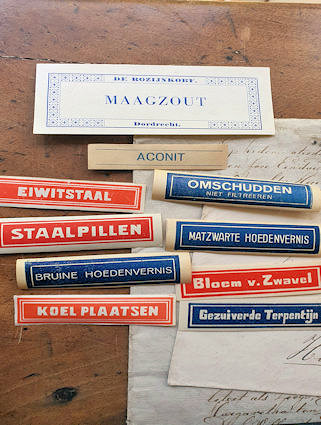 DE ROZIJNKORF.
MAAGZOUT
Dordrecht.
ACONIT
EIWITSTAAL
OMSCHUDDEN
NIET FILTREEREN
STAALPILLEN
MATZWARTE HOEDENVERNIS
BRUINE HOEDENVERNIS
Bloem v. Zwavel
KOEL PLAATSEN
Gezuiverde Terpentijn